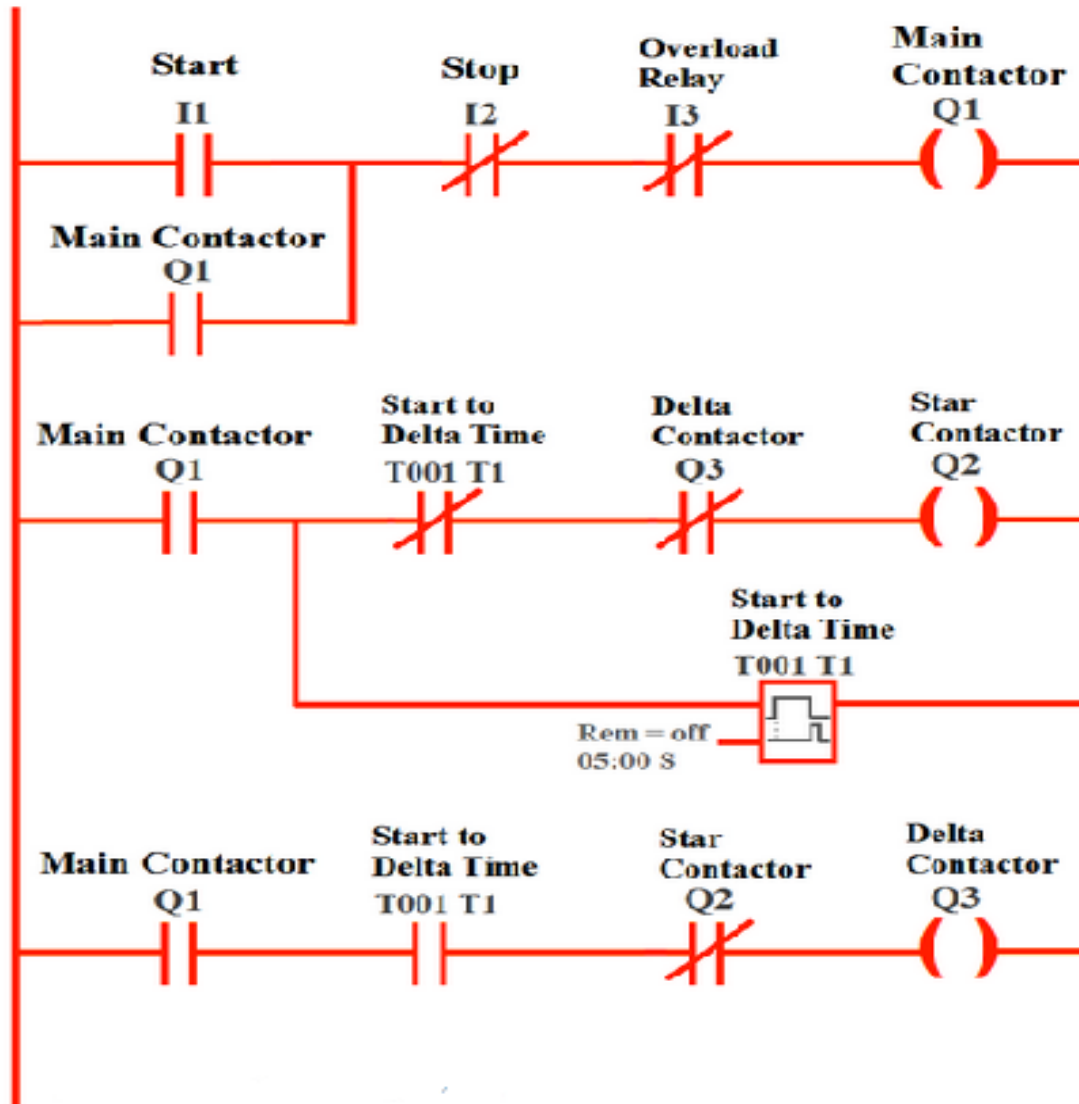 Start
I1
Stop
I2
Overload
Relay
I3
Main
Contactor
Q1
Main Contactor
Q1
Main Contactor
Q1
Start to
Delta Time
T001 T1
Delta
Contactor
Q3
Star
Contactor
Q2
Start to
Delta Time
T001 T1
Rem = off
05:00 S
Main Contactor
Q1
Start to
Delta Time
T001 T1
Star
Contactor
Q2
Delta
Contactor
Q3